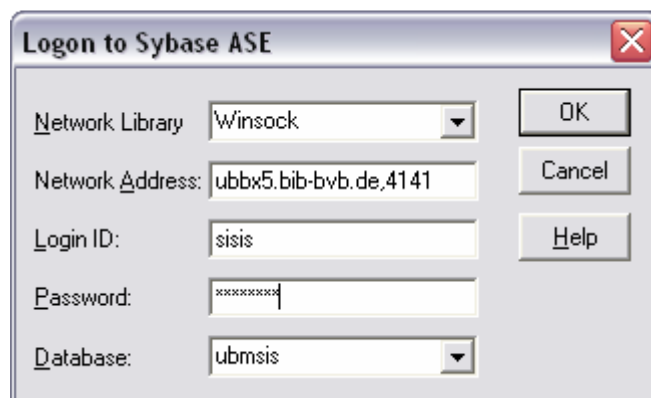 Logon to Sybase ASE
Network Library Winsock OK
Network Address: ubbx5.bib-bvb.de,4141 Cancel
Login ID: sisis Help
Password: ********
Database: ubmsis